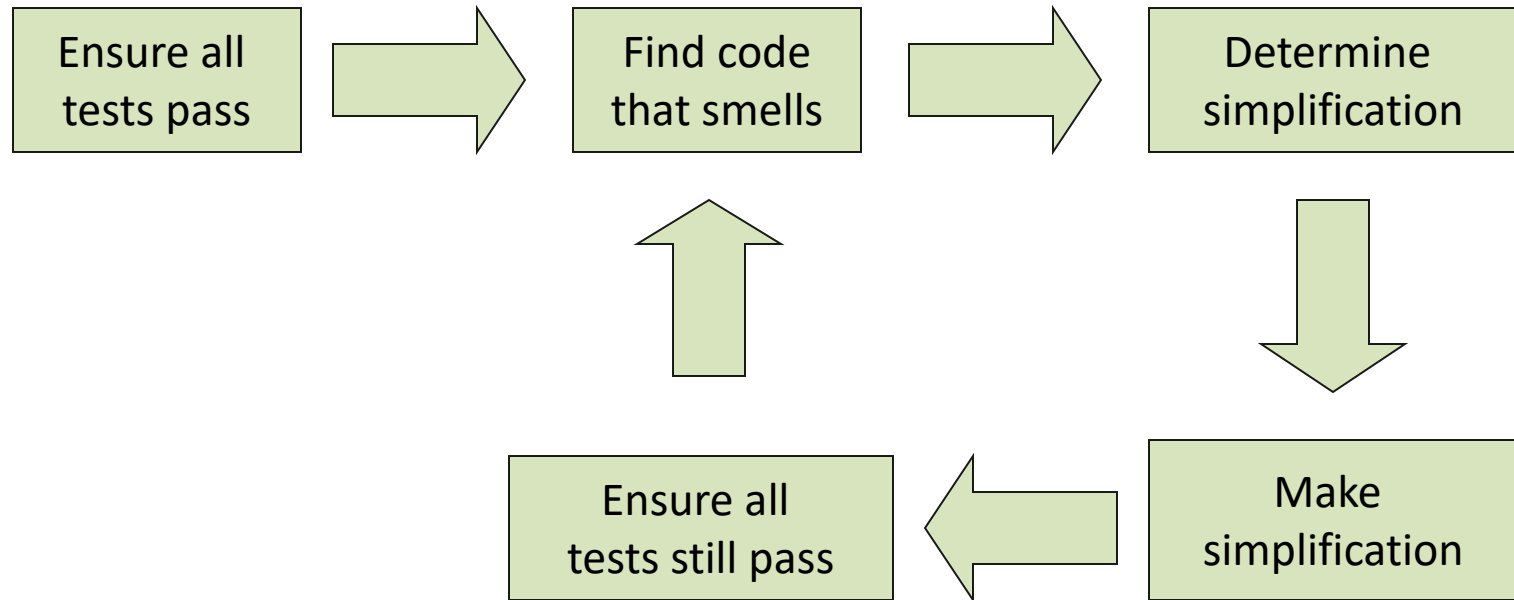 Ensure all
tests pass
Find code
that smells
Determine
simplification
Make
simplification
Ensure all
tests still pass